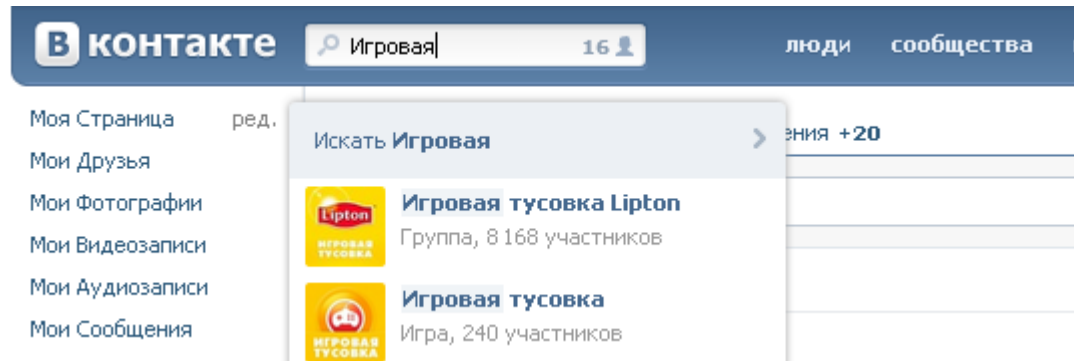 В контакте Игровая 16 люди сообщества
Моя Страница ред.
Мои Друзья
Мои Фотографии
Мои Видеозаписи
Мои Аудиозаписи
Мои Сообщения
Искать Игровая
ения +20
Lipton
ИГРОВАЯ
ТУСОВКА
Игровая тусовка Lipton
Группа, 8 168 участников
ИГРОВАЯ
ТУСОВКА
Игровая тусовка
Игра, 240 участников